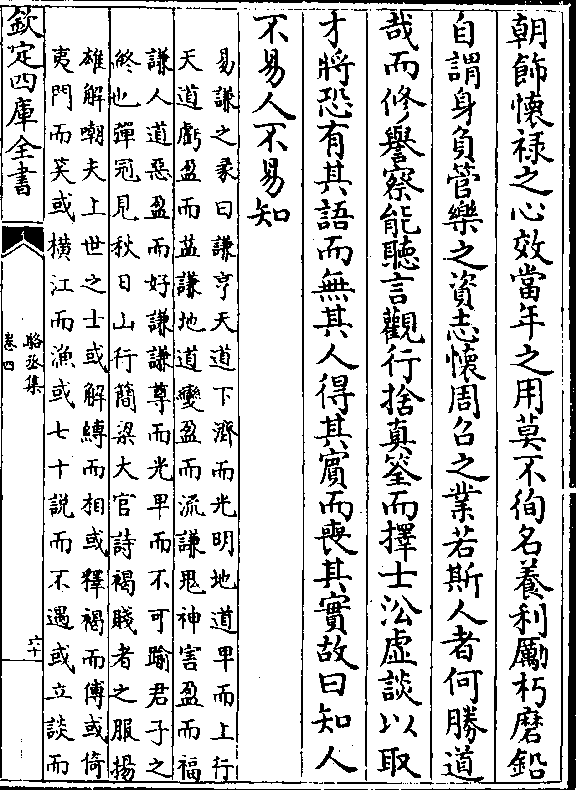 朝飾懐禄之心效當年之用莫不徇名養利勵朽磨鉛
自謂身負管樂之資志懐周召之業若斯人者何勝道
哉而修譽察能聽言觀行捨真筌而擇士沿虚談以取
才將恐有其語而無其人得其賓而喪其實故曰知人
不易人不易知
易謙之彖曰謙亨天道下濟而光明地道卑而上行
天道虧盈而益謙地道變盈而流謙鬼神害盈而福
謙人道惡盈而好謙謙尊而光卑而不可踰君子之
終也彈冠見秋日山行簡梁大官詩褐賤者之服揚
雄解嘲夫上世之士或解縛而相或釋褐而傅或倚
夷門而笑或横江而漁或七十説而不遇或立談而
欽定四庫全書
駱丞集
卷四
六十